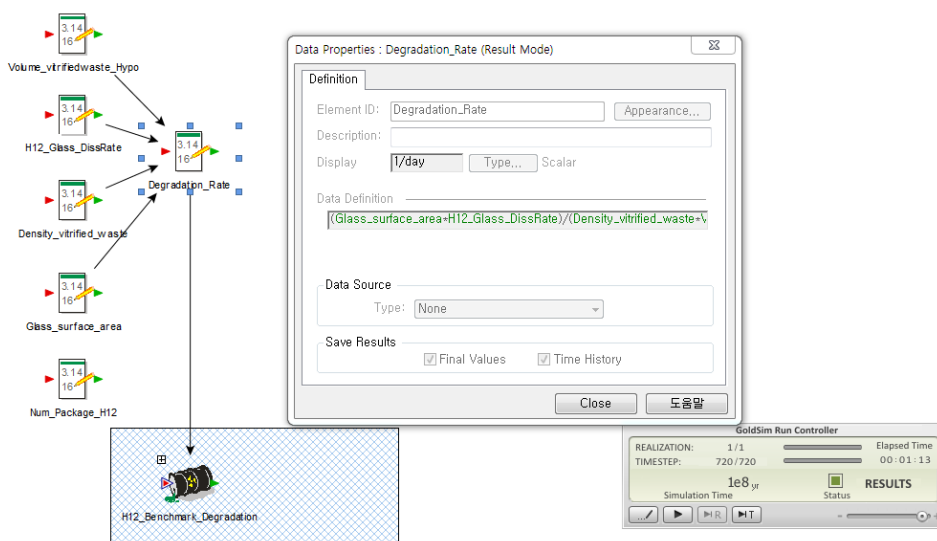 3.14
16
Volume_vitrifiedwaste_Hypo
3.14
16
H12_Glass_DissRate
3.14
16
Degradation_Rate
3.14
16
Density_vitrified_waste
3.14
16
Glass_surface_area
3.14
16
Num_Package_H12
H12_Benchmark_Degradation
Data Properties : Degradation_Rate (Result Mode)
Definition
Element ID: Degradation_Rate Appearance...
Description:
Display 1/day Type... Scalar
Data Definition
(Glass_surface_area*H12_Glass_DissRate)/(Density_vitrified_waste*V
Data Source
Type: None
Save Results
Final Values Time History
Close 도움말
GoldSim Run Controller
REALIZATION: 1/1 Elapsed Time
TIMESTEP: 720/720 00:01:13
1e8 yr RESULTS
Simulation Time Status
.../ R T
- +